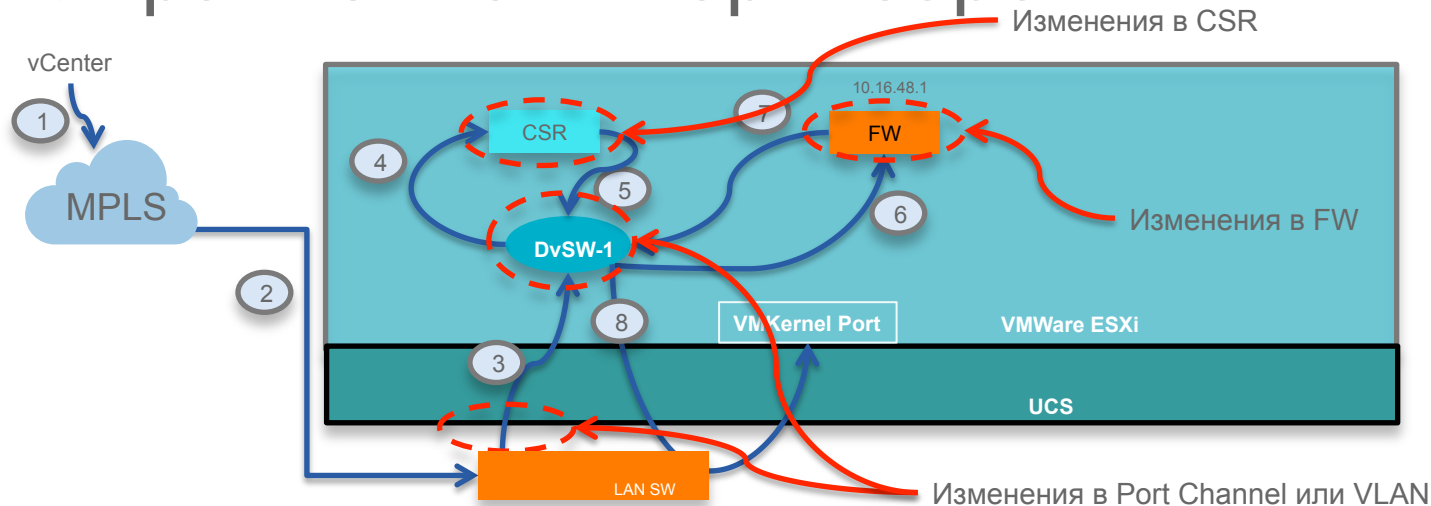 Изменения в CSR
vCenter
10.16.48.1
1
7
CSR
FW
4
5
MPLS
6
Изменения в FW
DvSW-1
2
8
VMKernel Port
VMWare ESXi
3
UCS
LAN SW
Изменения в Port Channel или VLAN